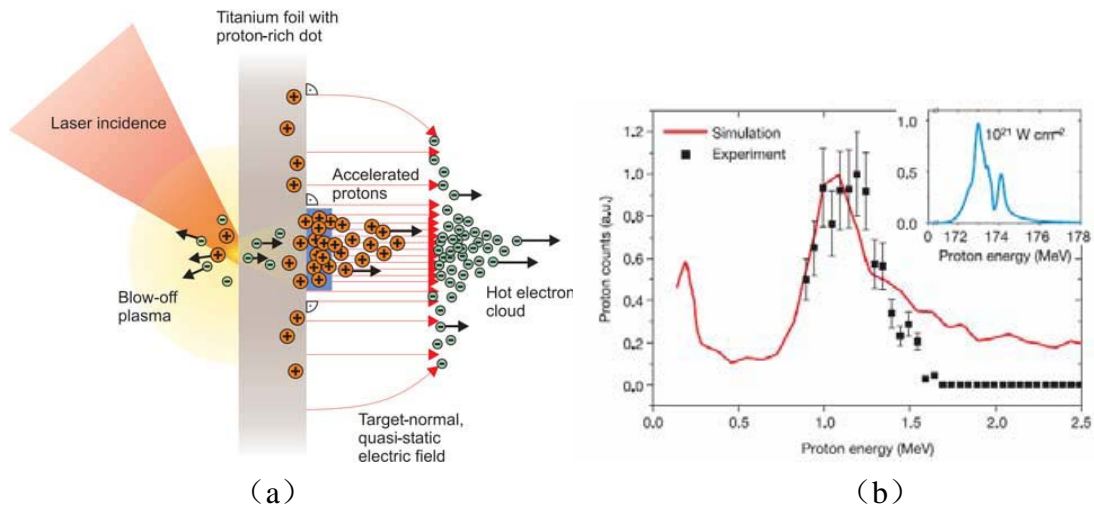 Titanium foil with
proton-rich dot
Laser incidence
Accelerated
protons
Blow-off
plasma
Hot electron
cloud
Target-normal,
quasi-static
electric field
(a)
Simulation
Experiment
Proton counts (a.u.)
1.2
1.0
0.8
0.6
0.4
0.2
0.0
0.0 0.5 1.0 1.5 2.0 2.5
Proton energy (MeV)
10²¹ W cm⁻²
1.0
0.5
0.0
0 172 174 176 178
Proton energy (MeV)
(b)